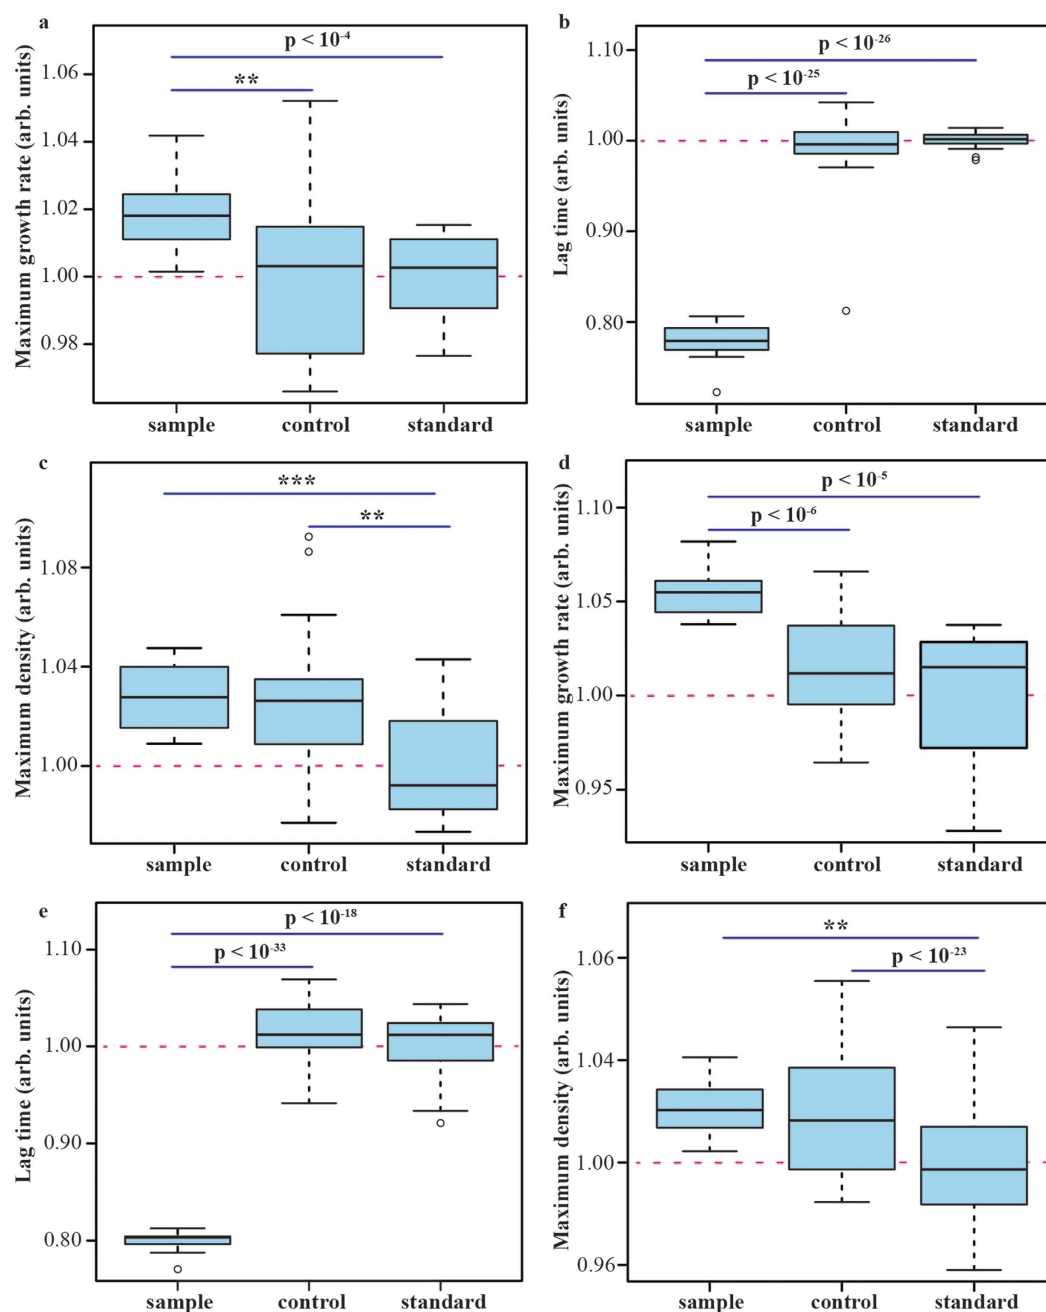 a
Maximum growth rate (arb. units)
1.06
1.04
1.02
1.00
0.98
p < 10⁻⁴
**
sample control standard
b
Lag time (arb. units)
1.10
1.00
0.90
0.80
p < 10⁻²⁶
p < 10⁻²⁵
sample control standard
c
Maximum density (arb. units)
1.08
1.04
1.00
***
**
sample control standard
d
Maximum growth rate (arb. units)
1.10
1.05
1.00
0.95
p < 10⁻⁵
p < 10⁻⁶
sample control standard
e
Lag time (arb. units)
1.10
1.00
0.90
0.80
p < 10⁻¹⁸
p < 10⁻³³
sample control standard
f
Maximum density (arb. units)
1.06
1.04
1.00
0.96
**
p < 10⁻²³
sample control standard